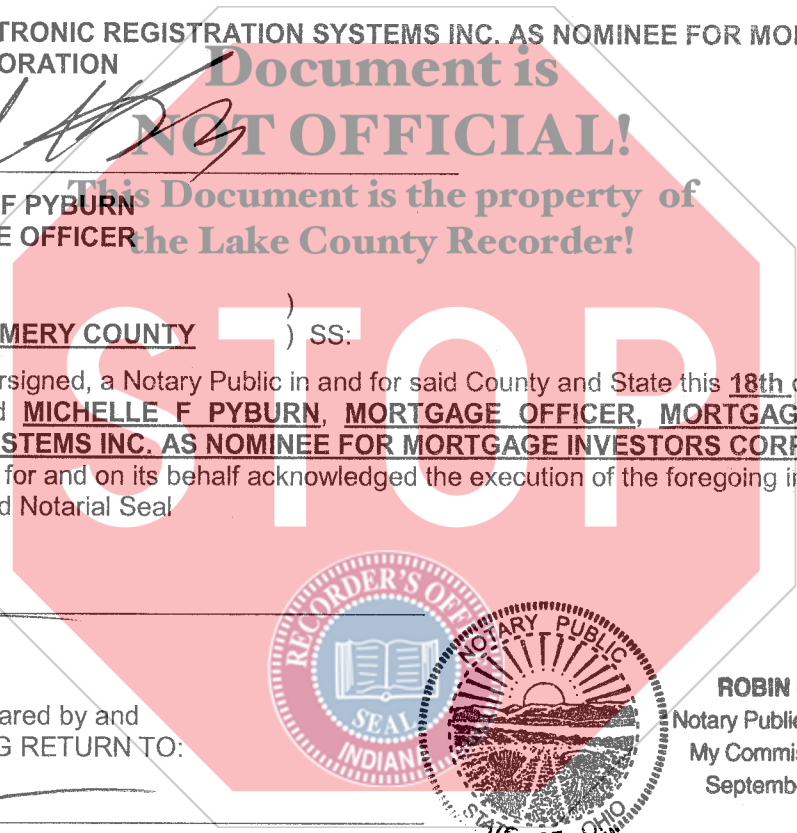 TRONIC REGISTRATION SYSTEMS INC. AS NOMINEE FOR MO
ORATION
Document is
NOT OFFICIAL!
This Document is the property of
the Lake County Recorder!
F PYBURN
E OFFICER
)
MERY COUNTY ) SS:
STOP
rsigned, a Notary Public in and for said County and State this 18th
MICHELLE F PYBURN, MORTGAGE OFFICER, MORTGAG
STEMS INC. AS NOMINEE FOR MORTGAGE INVESTORS CORP
for and on its behalf acknowledged the execution of the foregoing i
d Notarial Seal
RECORDER'S OFFICE
SEAL
INDIANA
NOTARY PUBLIC
STATE OF OHIO
ROBIN
Notary Public
My Commis
Septemb
ared by and
G RETURN TO: